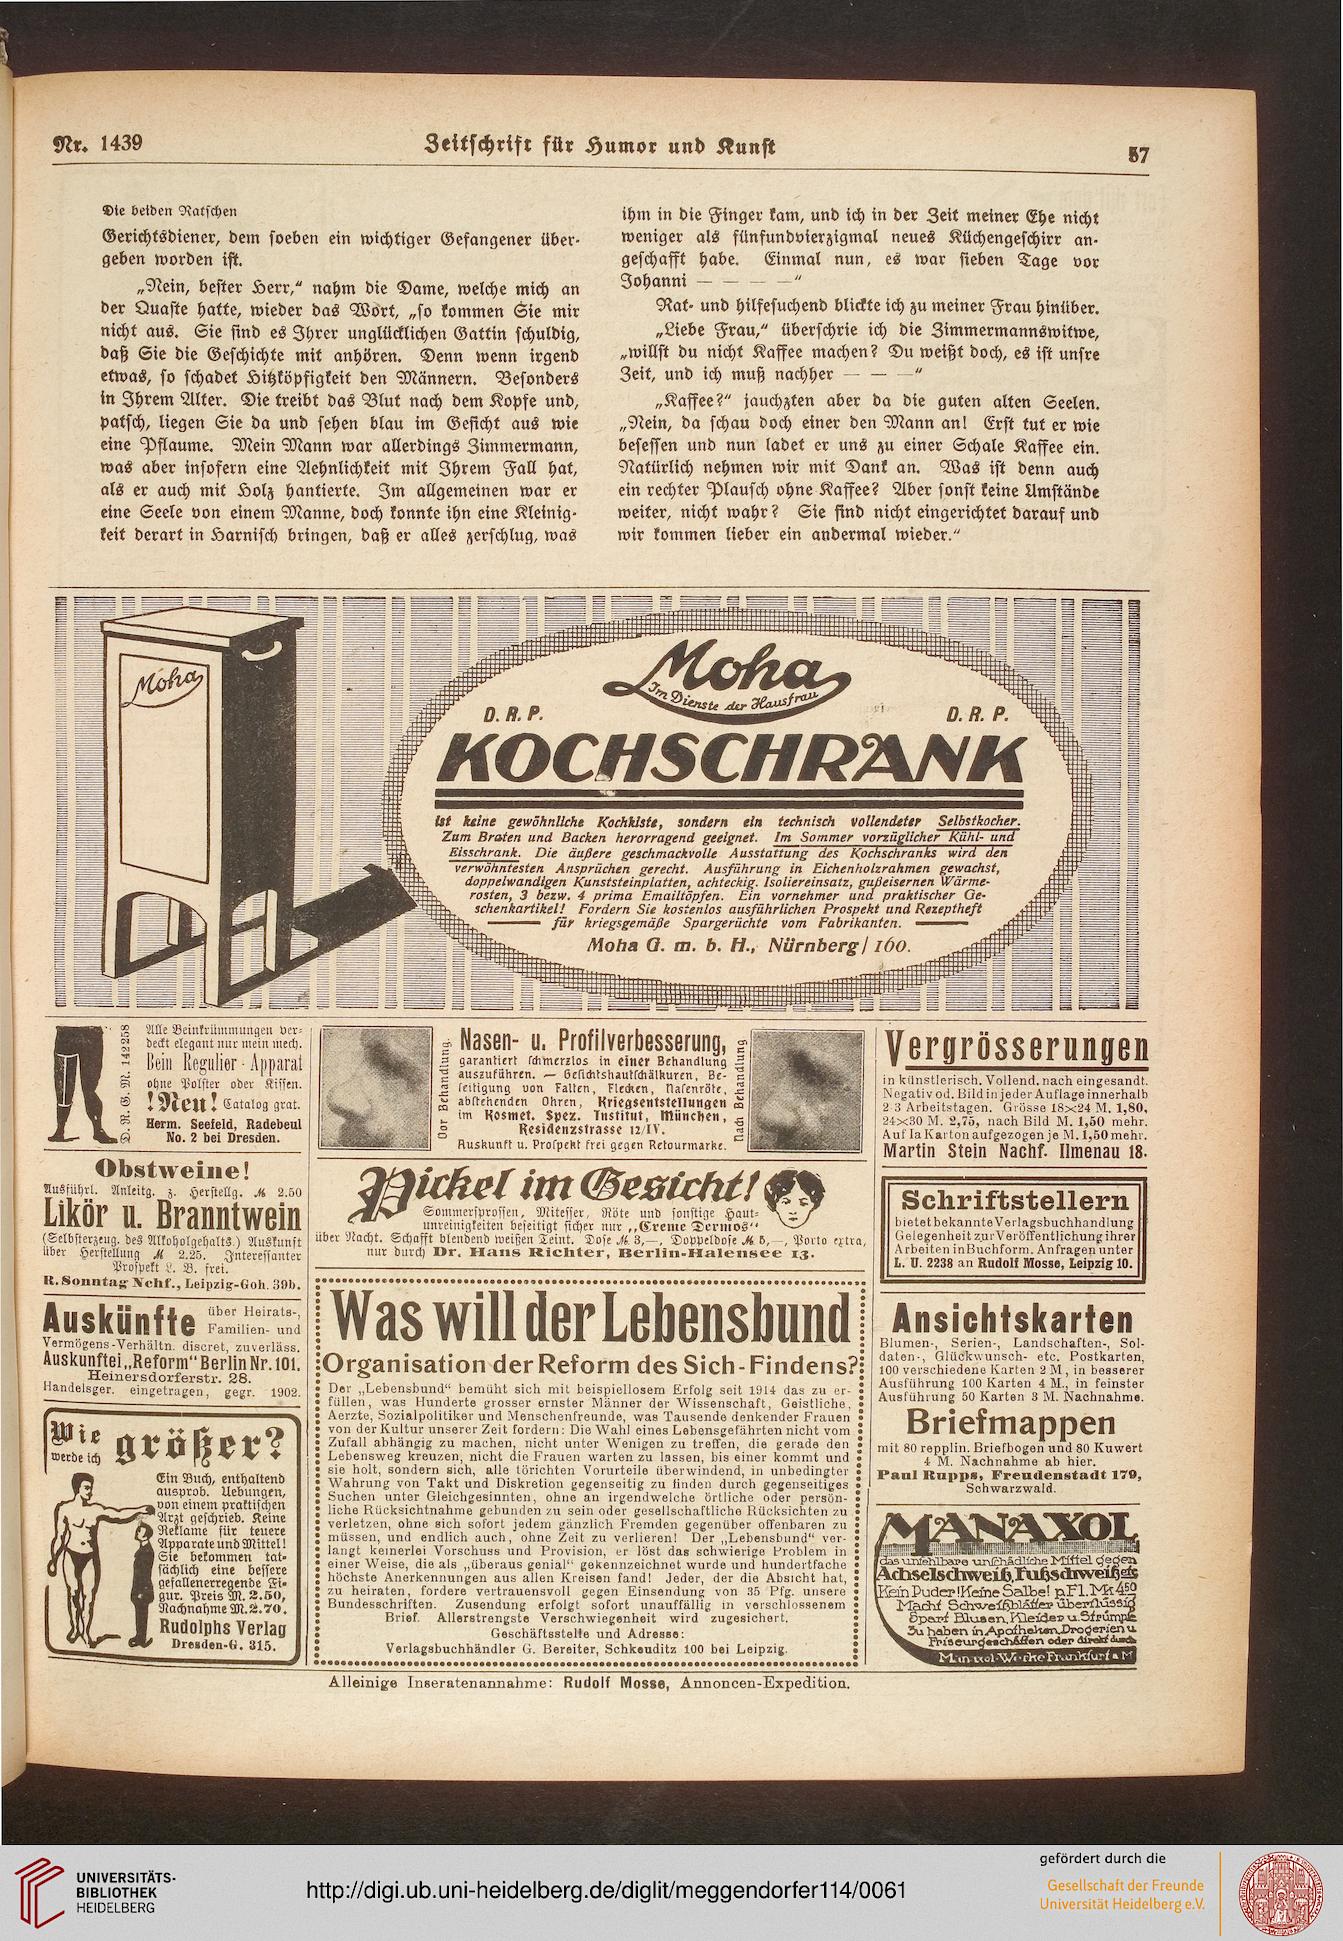 Nr. 1439
Zeitschrift für Humor und Kunst
57
Die beiden Ratschen
Gerichtsdiener, dem soeben ein wichtiger Gefangener über-
geben worden ist.
„Nein, bester Herr,“ nahm die Dame, welche mich an
der Quaste hatte, wieder das Wort, „so kommen Sie mir
nicht aus. Sie sind es Ihrer unglücklichen Gattin schuldig,
daß Sie die Geschichte mit anhören. Denn wenn irgend
etwas, so schadet Hitzköpfigkeit den Männern. Besonders
in Ihrem Alter. Die treibt das Blut nach dem Kopfe und,
patsch, liegen Sie da und sehen blau im Gesicht aus wie
eine Pflaume. Mein Mann war allerdings Zimmermann,
was aber insofern eine Aehnlichkeit mit Ihrem Fall hat,
als er auch mit Holz hantierte. Im allgemeinen war er
eine Seele von einem Manne, doch konnte ihn eine Kleinig-
keit derart in Harnisch bringen, daß er alles zerschlug, was
ihm in die Finger kam, und ich in der Zeit meiner Ehe nicht
weniger als fünfundvierzigmal neues Küchengeschirr an-
geschafft habe. Einmal nun, es war sieben Tage vor
Johanni — — — —“
Rat- und hilfesuchend blickte ich zu meiner Frau hinüber.
„Liebe Frau,“ überschrie ich die Zimmermannswitwe,
„willst du nicht Kaffee machen? Du weißt doch, es ist unsre
Zeit, und ich muß nachher — — —“
„Kaffee?“ jauchzten aber da die guten alten Seelen.
„Nein, da schau doch einer den Mann an! Erst tut er wie
besessen und nun ladet er uns zu einer Schale Kaffee ein.
Natürlich nehmen wir mit Dank an. Was ist denn auch
ein rechter Plausch ohne Kaffee? Aber sonst keine Umstände
weiter, nicht wahr? Sie sind nicht eingerichtet darauf und
wir kommen lieber ein andermal wieder.“
Moha
Moha
Im Dienste der Hausfrau
D. R. P.
D. R. P.
KOCHSCHRANK
ist keine gewöhnliche Kochkiste, sondern ein technisch vollendeter Selbstkocher.
Zum Braten und Backen herorragend geeignet. Im Sommer vorzüglicher Kühl- und
Eisschrank. Die äußere geschmackvolle Ausstattung des Kochschranks wird den
verwöhntesten Ansprüchen gerecht. Ausführung in Eichenholzrahmen gewachst,
doppelwandigen Kunststeinplatten, achteckig. Isoliereinsatz, gußeisernen Wärme-
rosten, 3 bezw. 4 prima Emailtöpfen. Ein vornehmer und praktischer Ge-
schenkartikel! Fordern Sie kostenlos ausführlichen Prospekt und Rezeptheft
für kriegsgemäße Spargerüchte vom Fabrikanten.
Moha G. m. b. H., Nürnberg/160.
D. R. G. M. 142258
Alle Beinkrümmungen ver-
deckt elegant nur mein mech.
Bein Regulier-Apparat
ohne Polster oder Kissen.
!Neu! Catalog grat.
Herm. Seefeld, Radebeul
No. 2 bei Dresden.
Obstweine!
Ausführl. Anleitg. z. Herstellg. M 2.50
Likör u. Branntwein
(Selbsterzeug. des Alkoholgehalts.) Auskunft
über Herstellung M 2.25. Interessanter
Prospekt L. B. frei.
R. Sonntag Nchf., Leipzig-Goh. 39b.
Auskünfte über Heirats-,
Familien- und
Vermögens-Verhältn. discret, zuverläss.
Auskunftei „Reform“ Berlin Nr. 101.
Heinersdorferstr. 28.
Handelsger. eingetragen, gegr. 1902.
Wie
werde ich größer?
Ein Buch, enthaltend
ausprob. Uebungen,
von einem praktischen
Arzt geschrieb. Keine
Reklame für teuere
Apparate und Mittel!
Sie bekommen tat-
sächlich eine bessere
gefallenerregende Fi-
gur. Preis M. 2.50,
Nachnahme M. 2.70.
Rudolphs Verlag
Dresden-G. 315.
Vor Behandlung.
Nasen- u. Profilverbesserung,
garantiert schmerzlos in einer Behandlung
auszuführen. — Gesichtshautschälkuren, Be-
seitigung von Falten, Flecken, Nasenröte,
abstehenden Ohren, Kriegsentstellungen
im Kosmet. Spez. Institut, München,
Residenzstrasse 12/IV.
Auskunft u. Prospekt frei gegen Retourmarke.
Nach Behandlung
Pickel im Gesicht!
Sommersprossen, Mitesser, Röte und sonstige Haut-
unreinigkeiten beseitigt sicher nur „Creme Dermos“
über Nacht. Schafft blendend weißen Teint. Dose M. 3,—, Doppeldose M. 5,—, Porto extra,
nur durch Dr. Hans Richter, Berlin-Halensee 13.
Was will der Lebensbund
Organisation der Reform des Sich-Findens?
Der „Lebensbund“ bemüht sich mit beispiellosem Erfolg seit 1914 das zu er-
füllen, was Hunderte grosser ernster Männer der Wissenschaft, Geistliche,
Aerzte, Sozialpolitiker und Menschenfreunde, was Tausende denkender Frauen
von der Kultur unserer Zeit fordern: Die Wahl eines Lebensgefährten nicht vom
Zufall abhängig zu machen, nicht unter Wenigen zu treffen, die gerade den
Lebensweg kreuzen, nicht die Frauen warten zu lassen, bis einer kommt und
sie holt, sondern sich, alle törichten Vorurteile überwindend, in unbedingter
Wahrung von Takt und Diskretion gegenseitig zu finden durch gegenseitiges
Suchen unter Gleichgesinnten, ohne an irgendwelche örtliche oder persön-
liche Rücksichtnahme gebunden zu sein oder gesellschaftliche Rücksichten zu
verletzen, ohne sich sofort jedem gänzlich Fremden gegenüber offenbaren zu
müssen, und endlich auch, ohne Zeit zu verlieren! Der „Lebensbund“ ver-
langt keinerlei Vorschuss und Provision, er löst das schwierige Problem in
einer Weise, die als „überaus genial“ gekennzeichnet wurde und hundertfache
höchste Anerkennungen aus allen Kreisen fand! Jeder, der die Absicht hat,
zu heiraten, fordere vertrauensvoll gegen Einsendung von 35 Pfg. unsere
Bundesschriften. Zusendung erfolgt sofort unauffällig in verschlossenem
Brief. Allerstrengste Verschwiegenheit wird zugesichert.
Geschäftsstelle und Adresse:
Verlagsbuchhändler G. Bereiter, Schkeuditz 100 bei Leipzig.
Vergrösserungen
in künstlerisch. Vollend. nach eingesandt.
Negativ od. Bild in jeder Auflage innerhalb
2-3 Arbeitstagen. Grösse 18×24 M. 1,80,
24×30 M. 2,75, nach Bild M. 1,50 mehr.
Auf Ia Karton aufgezogen je M. 1,50 mehr.
Martin Stein Nachf. Ilmenau 18.
Schriftstellern
bietet bekannte Verlagsbuchhandlung
Gelegenheit zur Veröffentlichung ihrer
Arbeiten in Buchform. Anfragen unter
L. U. 2238 an Rudolf Mosse, Leipzig 10.
Ansichtskarten
Blumen-, Serien-, Landschaften-, Sol-
daten-, Glückwunsch- etc. Postkarten,
100 verschiedene Karten 2 M., in besserer
Ausführung 100 Karten 4 M., in feinster
Ausführung 50 Karten 3 M. Nachnahme.
Briefmappen
mit 80 repplin. Briefbogen und 80 Kuwert
4 M. Nachnahme ab hier.
Paul Rupps, Freudenstadt 179,
Schwarzwald.
MANAXOL
das unfehlbare unschädliche Mittel gegen
Achselschweiß, Fußschweiß etc
Kein Puder! Keine Salbe! p. Fl. Mk 4.50
Macht Schweißblätter überflüssig
Spart Blusen, Kleider u. Strümpfe
Zu haben in Apotheken, Drogerien u.
Friseurgeschäften oder direkt durch
Manaxol-Werke Frankfurt a M
Alleinige Inseratenannahme: Rudolf Mosse, Annoncen-Expedition.
UNIVERSITÄTS-
BIBLIOTHEK
HEIDELBERG
http://digi.ub.uni-heidelberg.de/diglit/meggendorfer114/0061
gefördert durch die
Gesellschaft der Freunde
Universität Heidelberg e.V.